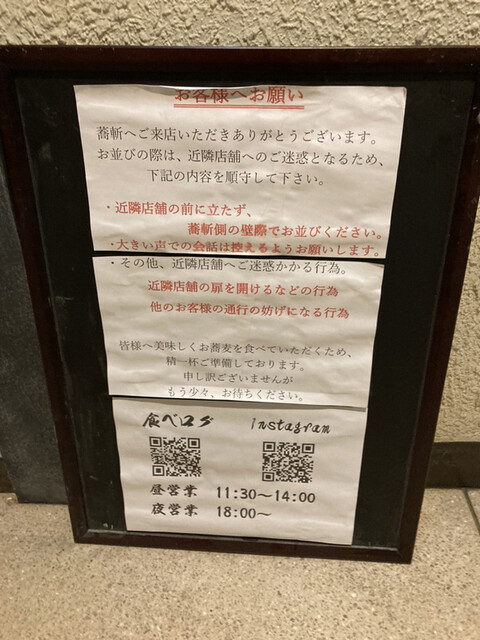 お客様へお願い
蕎斬へご来店いただきありがとうございます。
お並びの際は、近隣店舗へのご迷惑となるため、
下記の内容を順守して下さい。
・近隣店舗の前に立たず、
蕎斬側の壁際でお並びください。
・大きい声での会話は控えるようお願いします。
・その他、近隣店舗へご迷惑かかる行為。
近隣店舗の扉を開けるなどの行為
他のお客様の通行の妨げになる行為
皆様へ美味しくお蕎麦を食べていただくため、
精一杯ご準備しております。
申し訳ございませんが
もう少々、お待ちください。
食べログ Instagram
昼営業 11:30〜14:00
夜営業 18:00〜